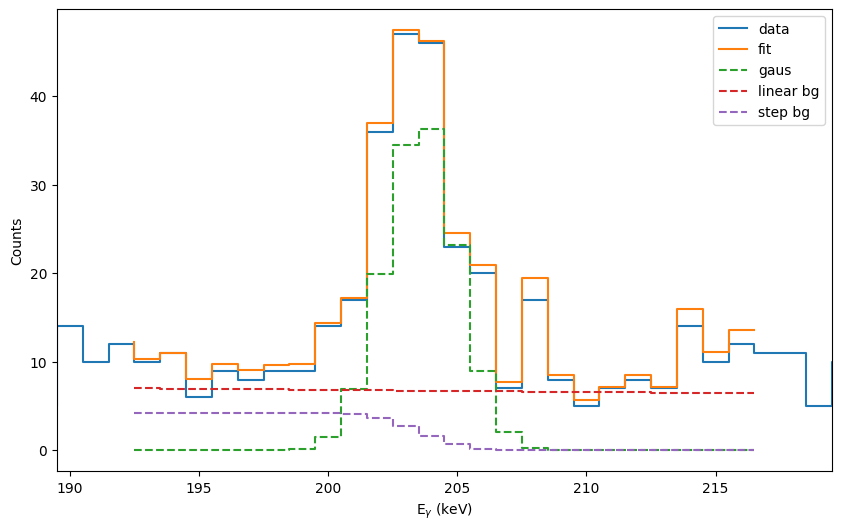 data
fit
gaus
linear bg
step bg
40
30
20
10
0
Counts
190 195 200 205 210 215
Eγ (keV)